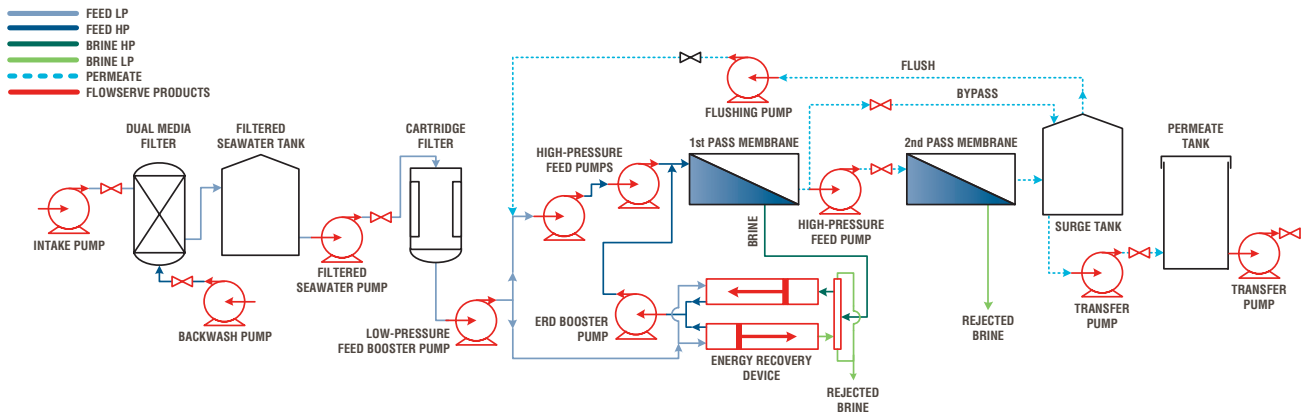 FEED LP
FEED HP
BRINE HP
BRINE LP
PERMEATE
FLOWSERVE PRODUCTS
DUAL MEDIA
FILTER
FILTERED
SEAWATER TANK
CARTRIDGE
FILTER
HIGH-PRESSURE
FEED PUMPS
FLUSHING PUMP
FLUSH
BYPASS
1st PASS MEMBRANE
2nd PASS MEMBRANE
PERMEATE
TANK
INTAKE PUMP
BACKWASH PUMP
FILTERED
SEAWATER PUMP
LOW-PRESSURE
FEED BOOSTER PUMP
ERD BOOSTER
PUMP
BRINE
HIGH-PRESSURE
FEED PUMP
SURGE TANK
ENERGY RECOVERY
DEVICE
REJECTED
BRINE
REJECTED
BRINE
TRANSFER
PUMP
TRANSFER
PUMP